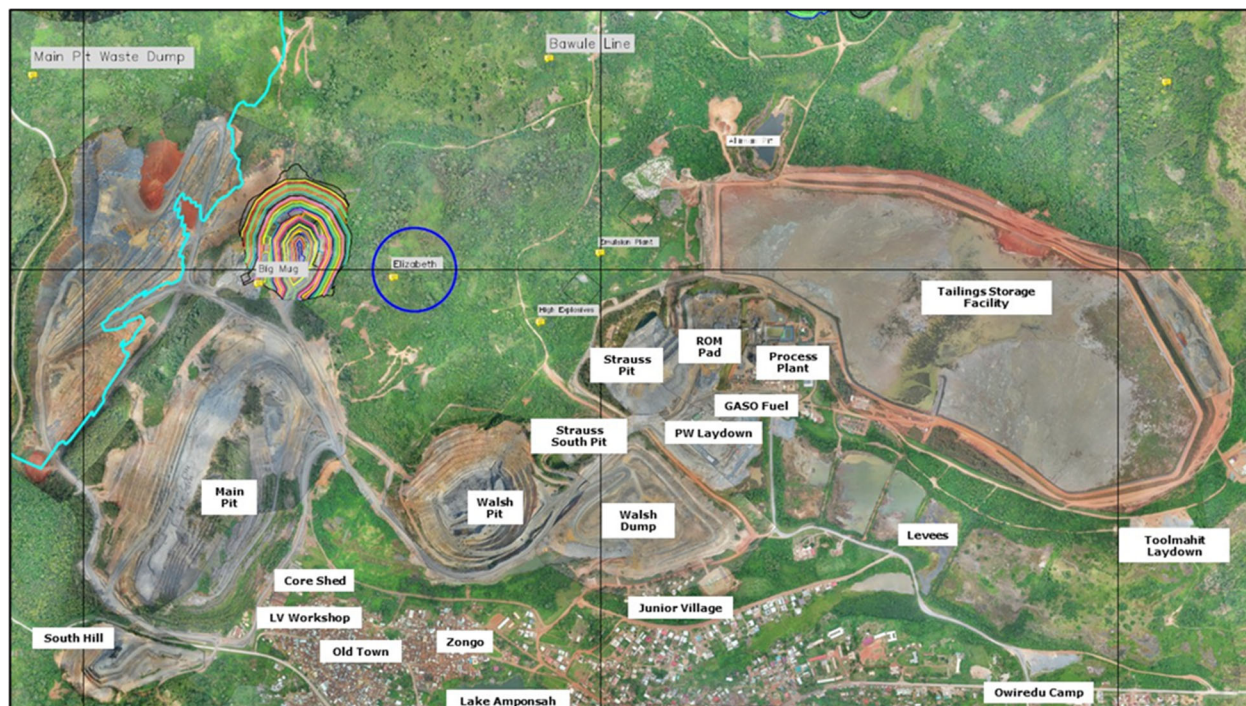 Main Pit Waste Dump
Bawule Line
Big Mug
Elizabeth
Emulsion Plant
High Explosives
Tailings Storage
Facility
Strauss
Pit
ROM
Pad
Process
Plant
GASO Fuel
Strauss
South Pit
PW Laydown
Main
Pit
Walsh
Pit
Walsh
Dump
Levees
Toolmahit
Laydown
Core Shed
LV Workshop
Junior Village
South Hill
Old Town
Zongo
Lake Amponsah
Owiredu Camp